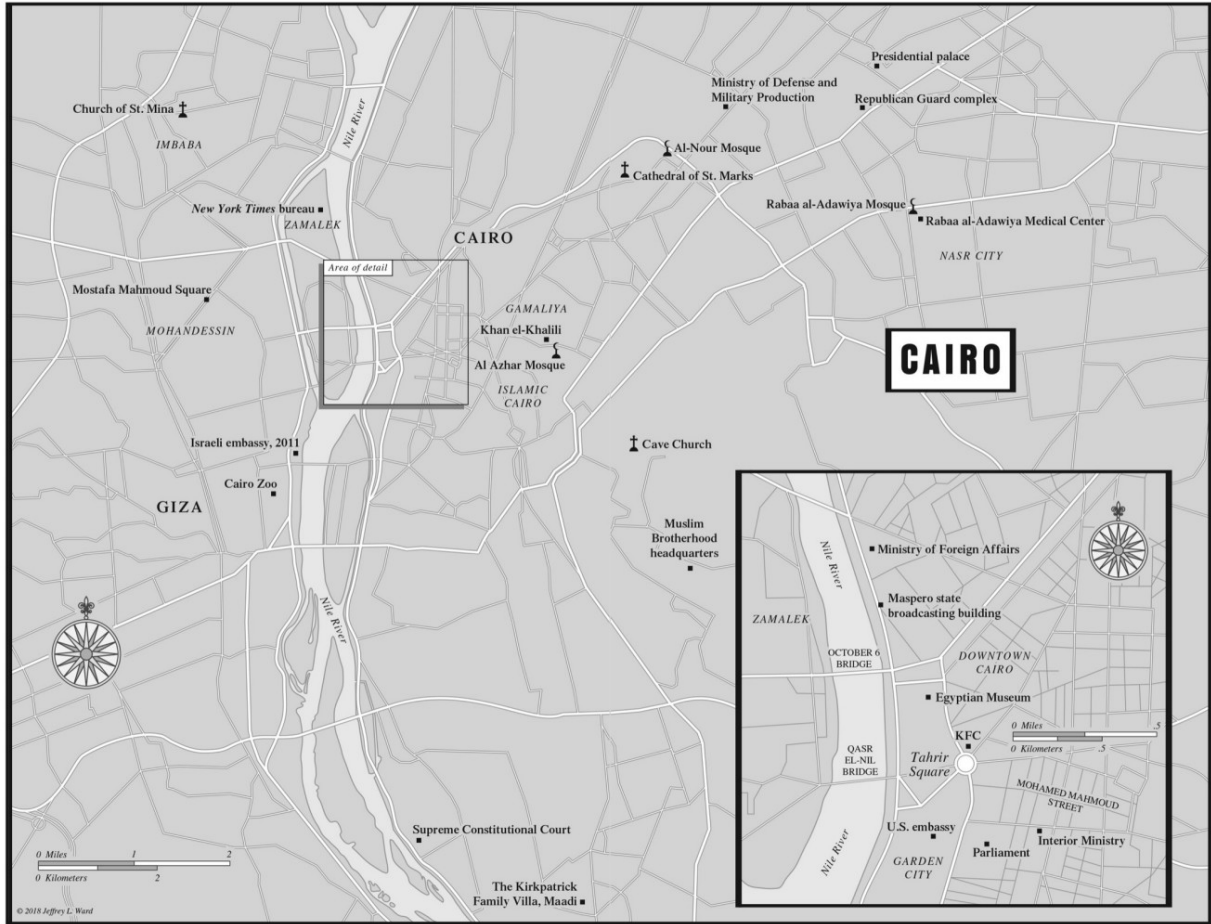 Presidential palace
Ministry of Defense and
Military Production
Republican Guard complex
Church of St. Mina
IMBABA
Nile River
Al-Nour Mosque
Cathedral of St. Marks
New York Times bureau
ZAMALEK
Rabaa al-Adawiya Mosque
Rabaa al-Adawiya Medical Center
CAIRO
NASR CITY
Area of detail
Mostafa Mahmoud Square
MOHANDESSIN
GAMALIYA
Khan el-Khalili
Al Azhar Mosque
ISLAMIC
CAIRO
CAIRO
Israeli embassy, 2011
Cave Church
Cairo Zoo
GIZA
Muslim
Brotherhood
headquarters
Nile River
Supreme Constitutional Court
The Kirkpatrick
Family Villa, Maadi
0 Miles 1 2
0 Kilometers 2
© 2018 Jeffrey L. Ward
Nile River
Ministry of Foreign Affairs
Maspero state
broadcasting building
ZAMALEK
OCTOBER 6
BRIDGE
DOWNTOWN
CAIRO
Egyptian Museum
0 Miles .5
0 Kilometers .5
KFC
QASR
EL-NIL
BRIDGE
Tahrir
Square
MOHAMED MAHMOUD
STREET
U.S. embassy
Interior Ministry
Parliament
Nile River
GARDEN
CITY